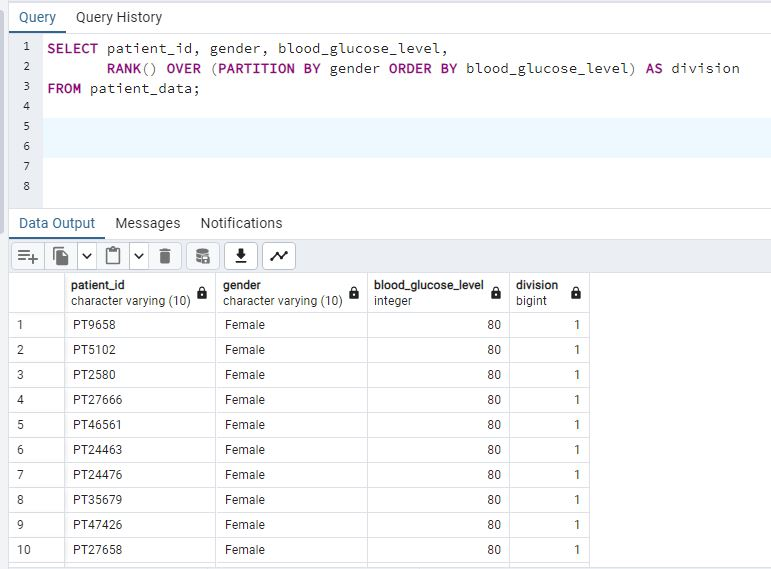 Query Query History
1 SELECT patient_id, gender, blood_glucose_level,
2 RANK() OVER (PARTITION BY gender ORDER BY blood_glucose_level) AS division
3 FROM patient_data;
4
5
6
7
8
Data Output Messages Notifications
patient_id gender blood_glucose_level division
character varying (10) character varying (10) integer bigint
1 PT9658 Female 80 1
2 PT5102 Female 80 1
3 PT2580 Female 80 1
4 PT27666 Female 80 1
5 PT46561 Female 80 1
6 PT24463 Female 80 1
7 PT24476 Female 80 1
8 PT35679 Female 80 1
9 PT47426 Female 80 1
10 PT27658 Female 80 1